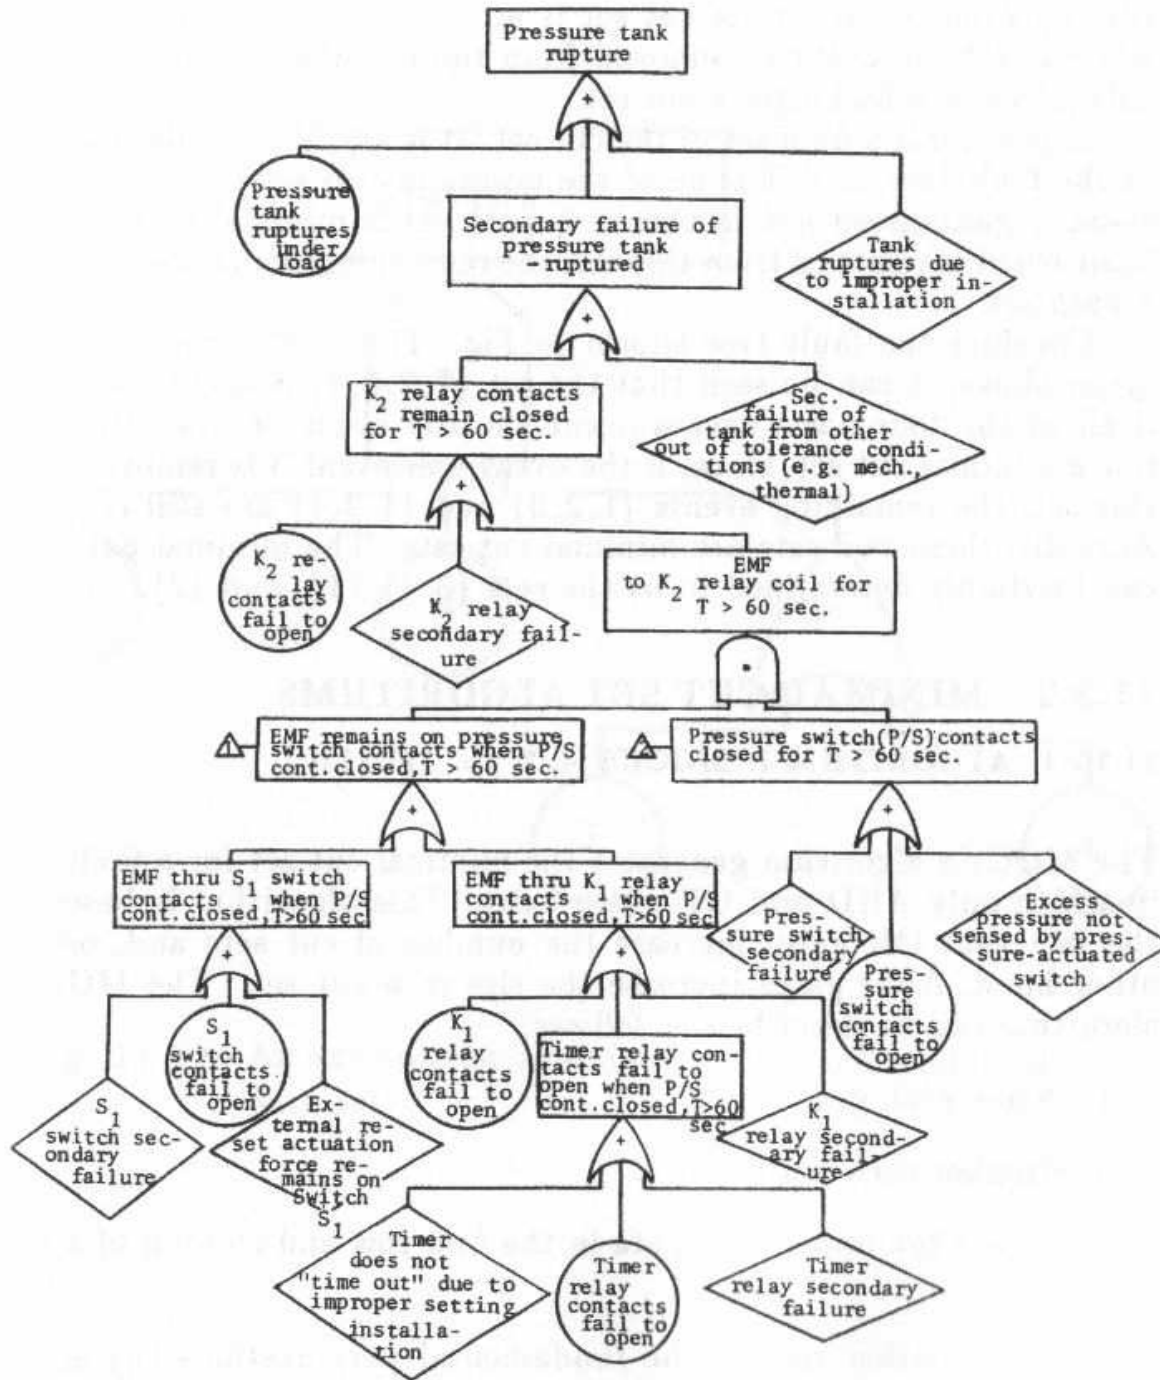 Pressure tank
rupture
+
Pressure
tank
ruptures
under
load
Secondary failure of
pressure tank
-ruptured
Tank
ruptures due
to improper in-
stallation
+
K2 relay contacts
remain closed
for T > 60 sec.
Sec.
failure of
tank from other
out of tolerance condi-
tions (e.g. mech.,
thermal)
+
K2 re-
lay
contacts
fail to
open
K2 relay
secondary fail-
ure
EMF
to K2 relay coil for
T > 60 sec.
EMF remains on pressure
switch contacts when P/S
cont.closed,T > 60 sec.
Pressure switch(P/S)contacts
closed for T > 60 sec.
+
+
EMF thru S1 switch
contacts when P/S
cont.closed,T>60 sec
EMF thru K1 relay
contacts when P/S
cont.closed,T>60 sec
Pres-
sure switch
secondary
failure
Pres-
sure
switch
contacts
fail to
open
Excess
pressure not
sensed by pres-
sure-actuated
switch
+
+
S1
switch sec-
ondary
failure
S1
switch
contacts
fail to
open
Ex-
ternal re-
set actuation
force re-
mains on
Switch
S1
K1
relay
contacts
fail to
open
Timer relay con-
tacts fail to
open when P/S
cont.closed,T>60
sec
K1
relay second-
ary fail-
ure
+
Timer
does not
"time out" due to
improper setting
installa-
tion
Timer
relay
contacts
fail to
open
Timer
relay secondary
failure